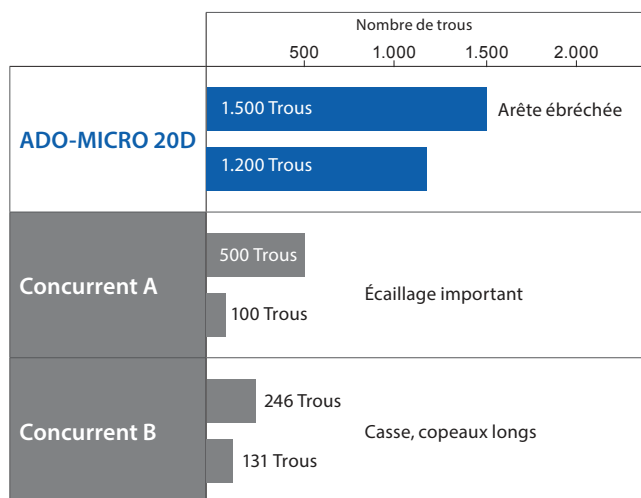 Nombre de trous
500 1.000 1.500 2.000
ADO-MICRO 20D
1.500 Trous
Arête ébréchée
1.200 Trous
Concurrent A
500 Trous
Écaillage important
100 Trous
Concurrent B
246 Trous
Casse, copeaux longs
131 Trous